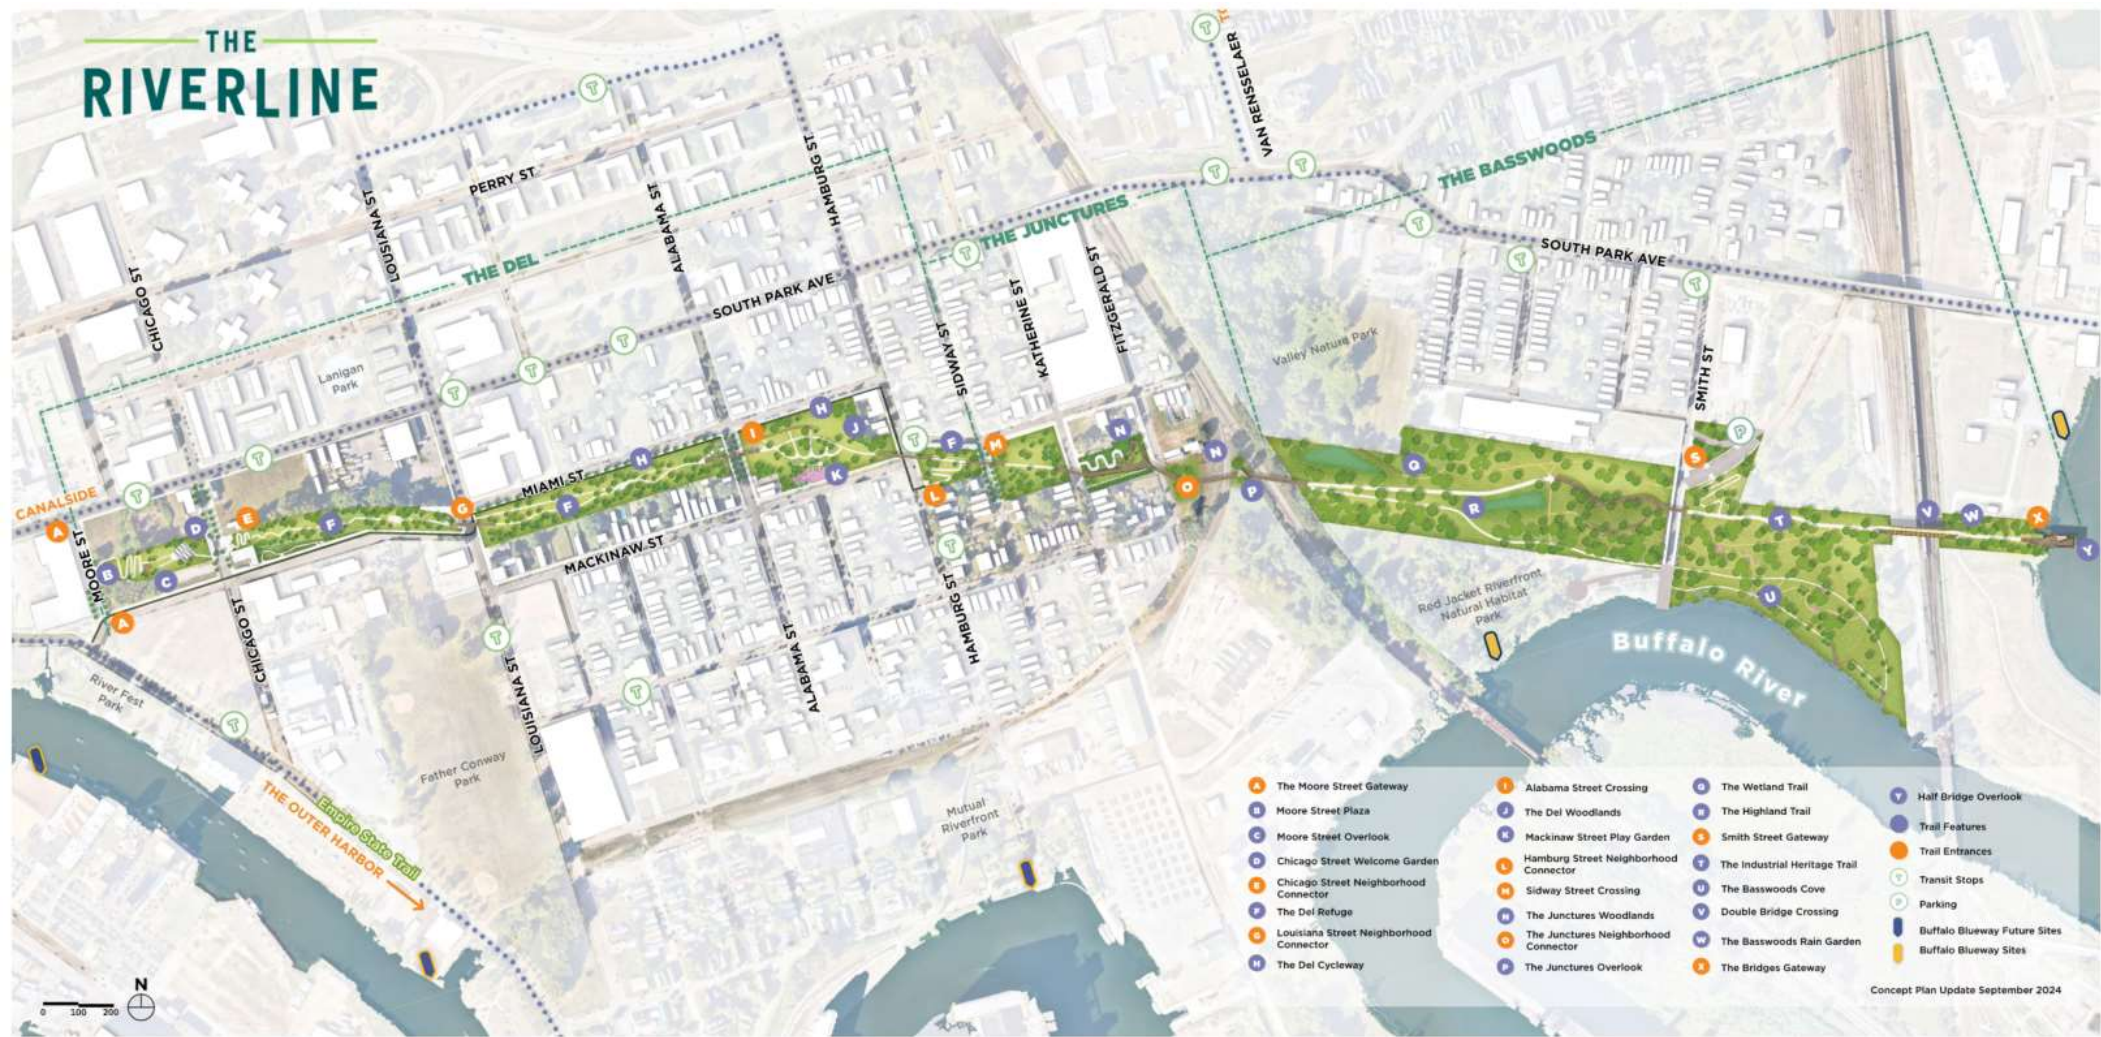 THE
RIVERLINE
CANALSIDE
CHICAGO ST
LOUISIANA ST
PERRY ST
ALABAMA ST
HAMBURG ST
THE DEL
SOUTH PARK AVE
Lanigan
Park
SIDWAY ST
THE JUNCTURES
KATHERINE ST
FITZGERALD ST
TO
VAN RENSSELAER
THE BASSWOODS
SOUTH PARK AVE
SMITH ST
Valley Nature Park
MOORE ST
CHICAGO ST
MIAMI ST
MACKINAW ST
LOUISIANA ST
ALABAMA ST
HAMBURG ST
Red Jacket Riverfront
Natural Habitat
Park
Buffalo River
River Fest
Park
Father Conway
Park
Mutual
Riverfront
Park
THE OUTER HARBOR
Empire State Trail
A
A
B
C
D
E
F
G
F
H
I
H
J
K
L
F
M
N
N
O
P
Q
R
S
P
T
U
V
W
X
Y
N
0 100 200
A The Moore Street Gateway
B Moore Street Plaza
C Moore Street Overlook
D Chicago Street Welcome Garden
E Chicago Street Neighborhood
Connector
F The Del Refuge
G Louisiana Street Neighborhood
Connector
H The Del Cycleway
I Alabama Street Crossing
J The Del Woodlands
K Mackinaw Street Play Garden
L Hamburg Street Neighborhood
Connector
M Sidway Street Crossing
N The Junctures Woodlands
O The Junctures Neighborhood
Connector
P The Junctures Overlook
Q The Wetland Trail
R The Highland Trail
S Smith Street Gateway
T The Industrial Heritage Trail
U The Basswoods Cove
V Double Bridge Crossing
W The Basswoods Rain Garden
X The Bridges Gateway
Y Half Bridge Overlook
Trail Features
Trail Entrances
T Transit Stops
P Parking
Buffalo Blueway Future Sites
Buffalo Blueway Sites
Concept Plan Update September 2024